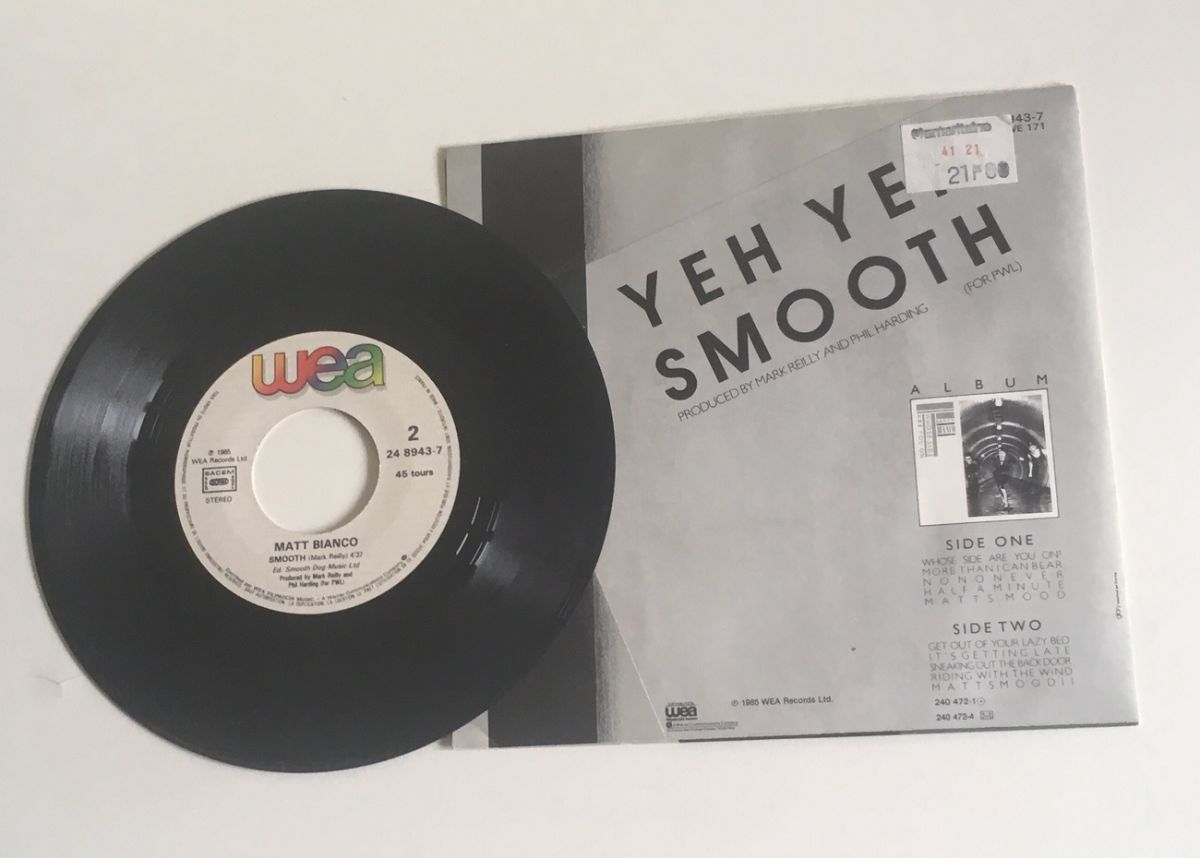 wea
2
24 8943-7
45 tours
℗ 1985
WEA Records Ltd.
SACEM
STEREO
MATT BIANCO
SMOOTH (Mark Reilly) 4'37
Ed. Smooth Dog Music Ltd
Produced by Mark Reilly and
Phil Harding (for PWL)
943-7
WE 171
Samaritaine
41 21
21F00
YEH YE
SMOOTH
PRODUCED BY MARK REILLY AND PHIL HARDING (FOR PWL)
ALBUM
SIDE ONE
WHOSE SIDE ARE YOU ON?
MORE THAN I CAN BEAR
NO NO NEVER
HALF A MINUTE
MATTS MOOD
SIDE TWO
GET OUT OF YOUR LAZY BED
IT'S GETTING LATE
SNEAKING OUT THE BACK DOOR
RIDING WITH THE WIND
MATTS MOOD II
240 472-1
240 472-4
wea
℗ 1985 WEA Records Ltd.